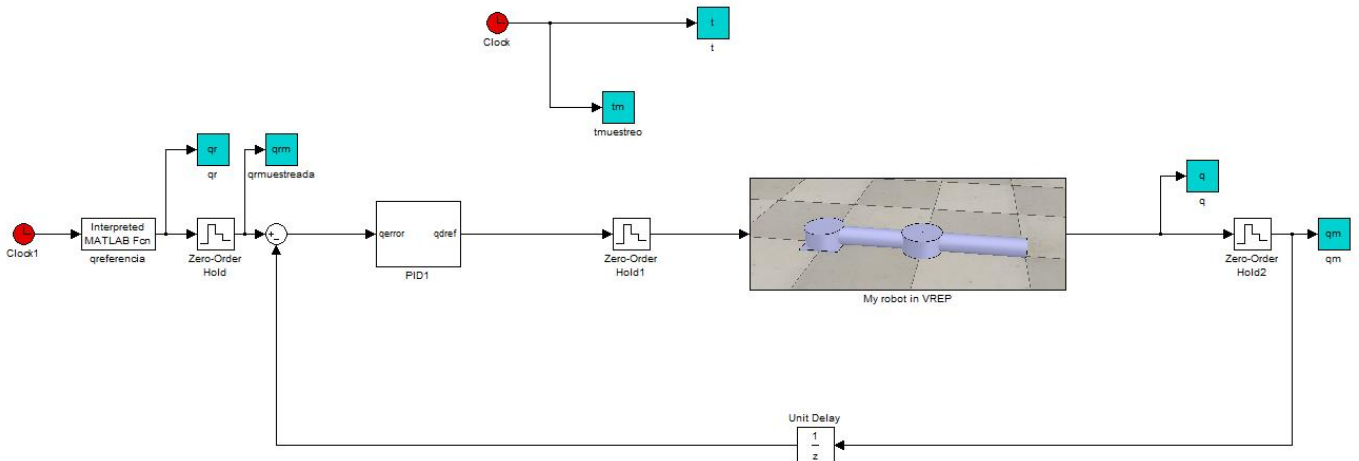 Clock
t
t
tm
tmuestreo
qr
qr
qrm
qrmuestreada
Clock1
Interpreted
MATLAB Fcn
qreferencia
Zero-Order
Hold
+
-
qerror
qdref
PID1
Zero-Order
Hold1
My robot in VREP
q
q
Zero-Order
Hold2
qm
qm
Unit Delay
1
z